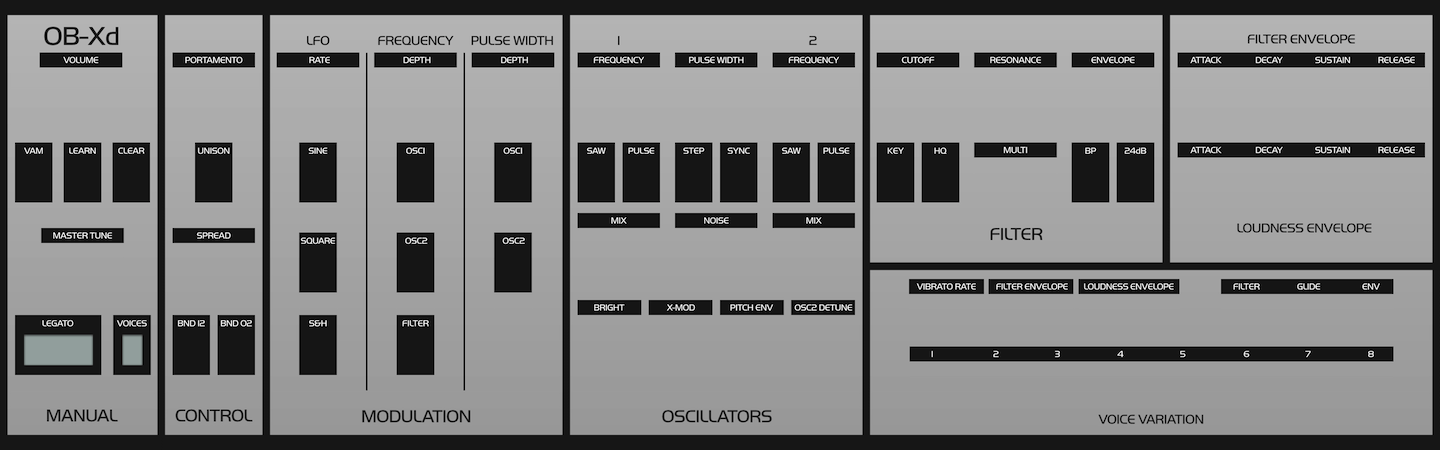 OB-Xd
VOLUME
VAM LEARN CLEAR
MASTER TUNE
LEGATO VOICES
MANUAL
PORTAMENTO
UNISON
SPREAD
BND 12 BND O2
CONTROL
LFO FREQUENCY PULSE WIDTH
RATE DEPTH DEPTH
SINE OSC1 OSC1
SQUARE OSC2 OSC2
S&H FILTER
MODULATION
1 2
FREQUENCY PULSE WIDTH FREQUENCY
SAW PULSE STEP SYNC SAW PULSE
MIX NOISE MIX
BRIGHT X-MOD PITCH ENV OSC2 DETUNE
OSCILLATORS
CUTOFF RESONANCE ENVELOPE
KEY HQ MULTI BP 24dB
FILTER
FILTER ENVELOPE
ATTACK DECAY SUSTAIN RELEASE
ATTACK DECAY SUSTAIN RELEASE
LOUDNESS ENVELOPE
VIBRATO RATE FILTER ENVELOPE LOUDNESS ENVELOPE FILTER GLIDE ENV
1 2 3 4 5 6 7 8
VOICE VARIATION